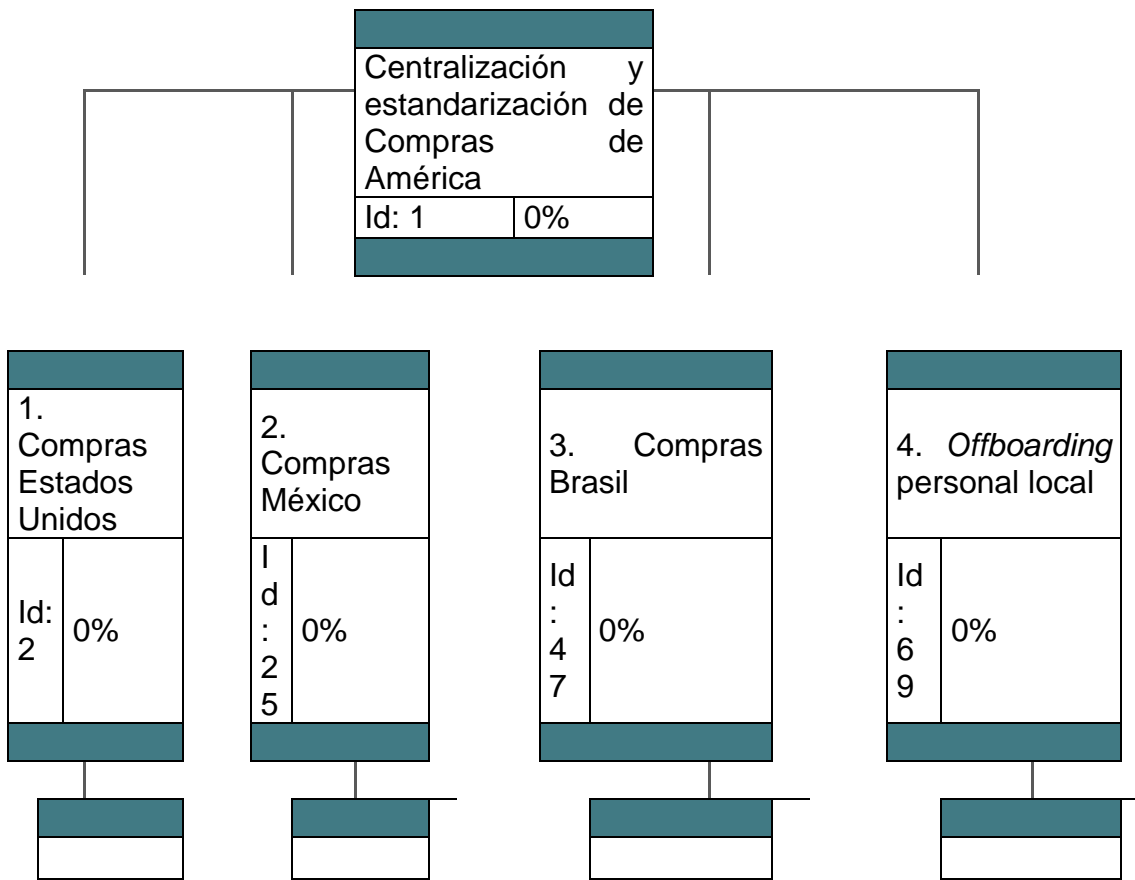 Centralización y
estandarización de
Compras de
América
Id: 1 0%
1.
Compras
Estados
Unidos
Id:
2
0%
2.
Compras
México
I
d
:
2
5
0%
3. Compras
Brasil
Id
:
4
7
0%
4. Offboarding
personal local
Id
:
6
9
0%